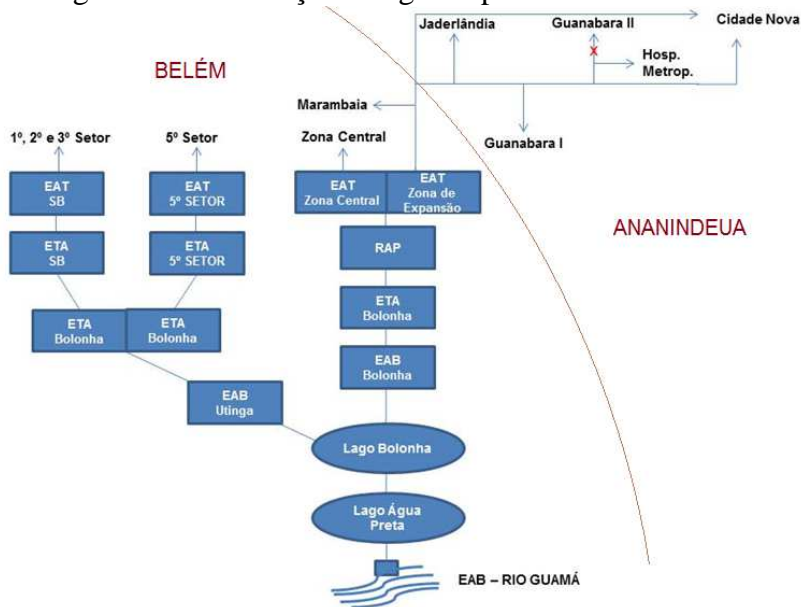 Jaderlândia
Guanabara II
Cidade Nova
X
Hosp.
Metrop.
BELÉM
Marambaia
Guanabara I
1º, 2º e 3º Setor
5º Setor
Zona Central
EAT
SB
EAT
5º SETOR
EAT
Zona Central
EAT
Zona de
Expansão
ANANINDEUA
ETA
SB
ETA
5º SETOR
RAP
ETA
Bolonha
ETA
Bolonha
ETA
Bolonha
EAB
Bolonha
EAB
Utinga
Lago Bolonha
Lago Água
Preta
EAB – RIO GUAMÁ